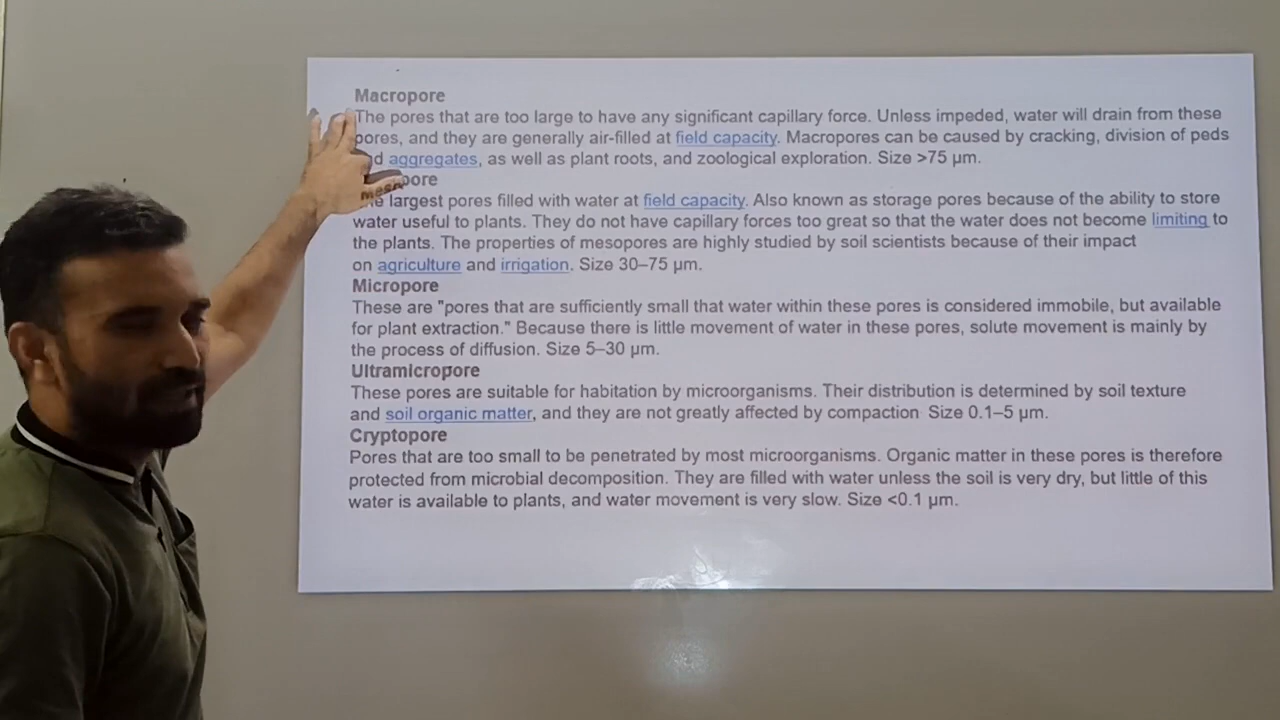 Macropore
The pores that are too large to have any significant capillary force. Unless impeded, water will drain from these
pores, and they are generally air-filled at field capacity. Macropores can be caused by cracking, division of peds
aggregates, as well as plant roots, and zoological exploration. Size >75 μm.
largest pores filled with water at field capacity. Also known as storage pores because of the ability to store
water useful to plants. They do not have capillary forces too great so that the water does not become limiting to
the plants. The properties of mesopores are highly studied by soil scientists because of their impact
on agriculture and irrigation. Size 30–75 μm.
Micropore
These are "pores that are sufficiently small that water within these pores is considered immobile, but available
for plant extraction." Because there is little movement of water in these pores, solute movement is mainly by
the process of diffusion. Size 5–30 μm.
Ultramicropore
These pores are suitable for habitation by microorganisms. Their distribution is determined by soil texture
and soil organic matter, and they are not greatly affected by compaction Size 0.1–5 μm.
Cryptopore
Pores that are too small to be penetrated by most microorganisms. Organic matter in these pores is therefore
protected from microbial decomposition. They are filled with water unless the soil is very dry, but little of this
water is available to plants, and water movement is very slow. Size <0.1 μm.